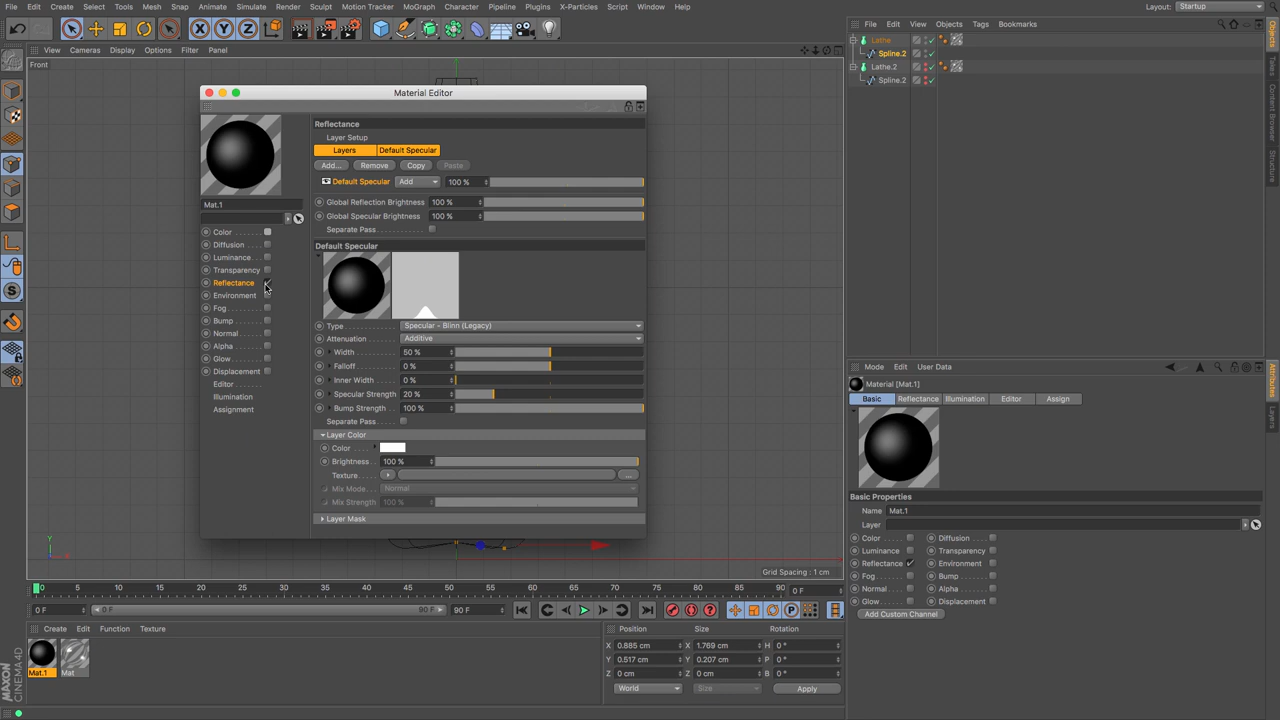 File Edit Create Select Tools Mesh Snap Animate Simulate Render Sculpt Motion Tracker MoGraph Character Pipeline Plugins X-Particles Script Window Help Layout: Startup
X Y Z
File Edit View Objects Tags Bookmarks
View Cameras Display Options Filter Panel
Front
Lathe
Spline.2
Lathe.2
Spline.2
Objects
Takes
Content Browser
Structure
Material Editor
Reflectance
Layer Setup
Layers Default Specular
Add... Remove Copy Paste
Default Specular Add 100 %
Mat.1
Global Reflection Brightness 100 %
Global Specular Brightness 100 %
Separate Pass
Color
Diffusion
Luminance
Transparency
Reflectance
Environment
Fog
Bump
Normal
Alpha
Glow
Displacement
Editor
Illumination
Assignment
Default Specular
Type Specular - Blinn (Legacy)
Attenuation Additive
Width 50 %
Falloff 0 %
Inner Width 0 %
Specular Strength 20 %
Bump Strength 100 %
Separate Pass
Layer Color
Color
Brightness 100 %
Texture ...
Mix Mode Normal
Mix Strength 100 %
Layer Mask
Y
Grid Spacing : 1 cm
Mode Edit User Data
Material [Mat.1]
Basic Reflectance Illumination Editor Assign
Basic Properties
Name Mat.1
Layer
Color Diffusion
Luminance Transparency
Reflectance Environment
Fog Bump
Normal Alpha
Glow Displacement
Add Custom Channel
Attributes
Layers
0 5 10 15 20 25 30 35 40 45 50 55 60 65 70 75 80 85 90 0 F
0 F 0 F 90 F 90 F
Create Edit Function Texture
Mat.1 Mat
Position Size Rotation
X 0.885 cm X 1.769 cm H 0 °
Y 0.517 cm Y 0.207 cm P 0 °
Z 0 cm Z 0 cm B 0 °
World Size Apply
MAXON
CINEMA 4D